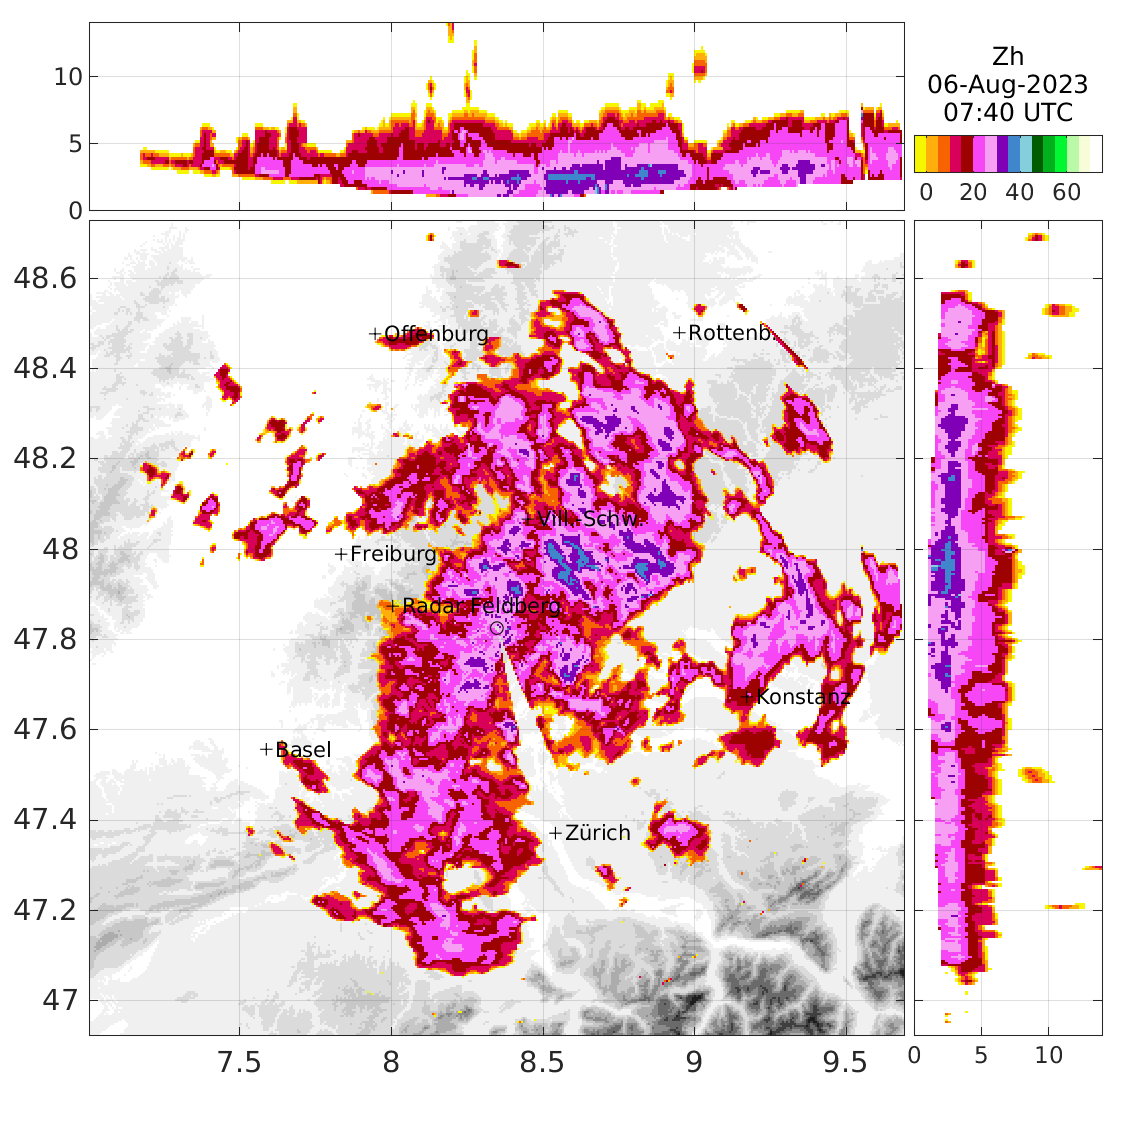 10
5
0
Zh
06-Aug-2023
07:40 UTC
0 20 40 60
48.6
48.4
48.2
48
47.8
47.6
47.4
47.2
47
+Offenburg
+Rottenb.
+Vill.-Schw.
+Freiburg
+Radar Feldberg
+Konstanz
+Basel
+Zürich
7.5 8 8.5 9 9.5
0 5 10